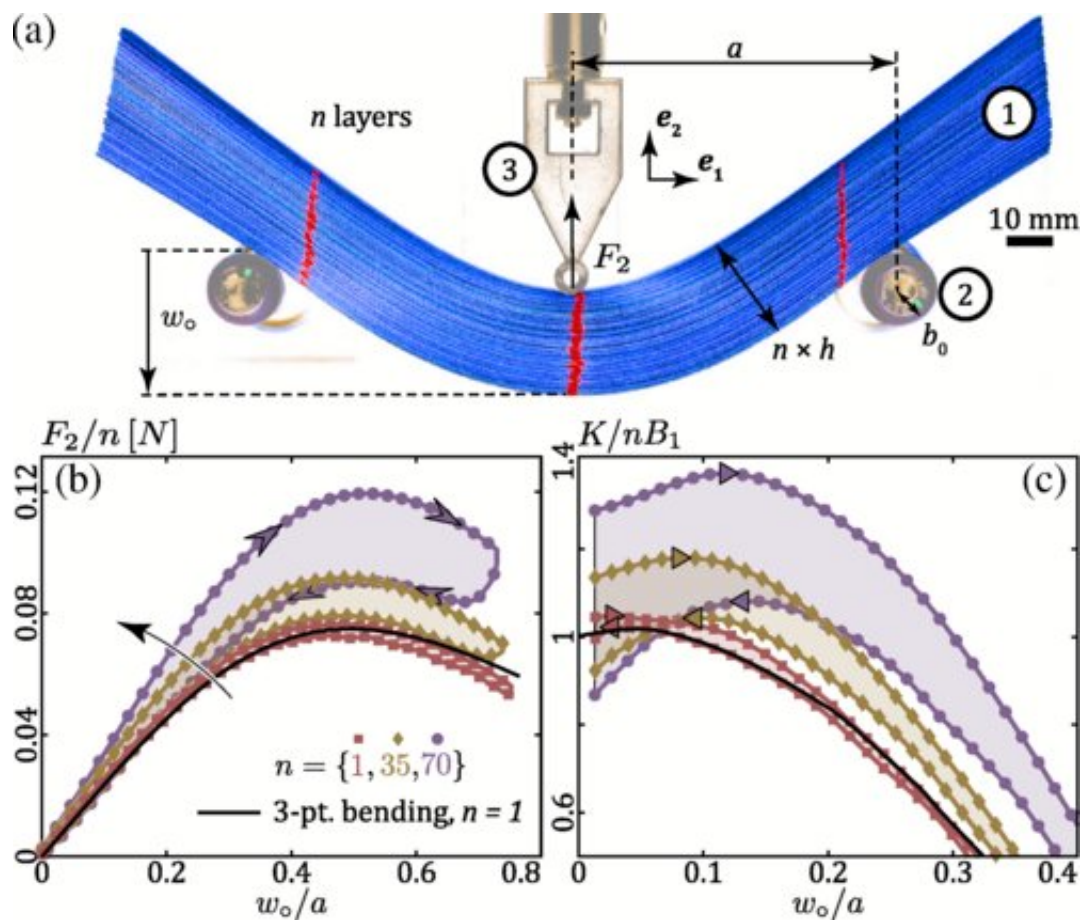 (a)
a
n layers
e₂
e₁
①
③
10 mm
F₂
②
w∘
n × h
b₀
F₂/n [N]
K/nB₁
(b)
(c)
0.12
0.08
0.04
0
1.4
1
0.6
n = {1, 35, 70}
3-pt. bending, n = 1
0 0.2 0.4 0.6 0.8
0 0.1 0.2 0.3 0.4
w∘/a
w∘/a